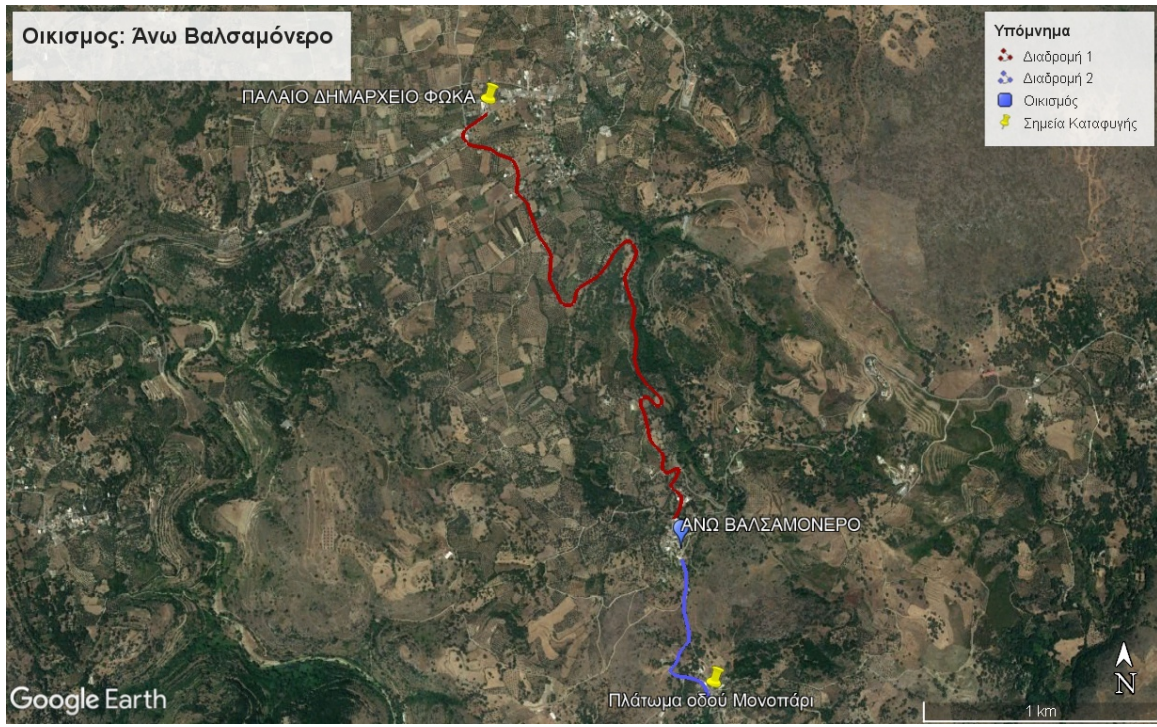 Οικισμος: Άνω Βαλσαμόνερο
Υπόμνημα
Διαδρομή 1
Διαδρομή 2
Οικισμός
Σημεία Καταφυγής
ΠΑΛΑΙΟ ΔΗΜΑΡΧΕΙΟ ΦΩΚΑ
ΑΝΩ ΒΑΛΣΑΜΟΝΕΡΟ
Πλάτωμα οδού Μονοπάρι
Google Earth
N
1 km